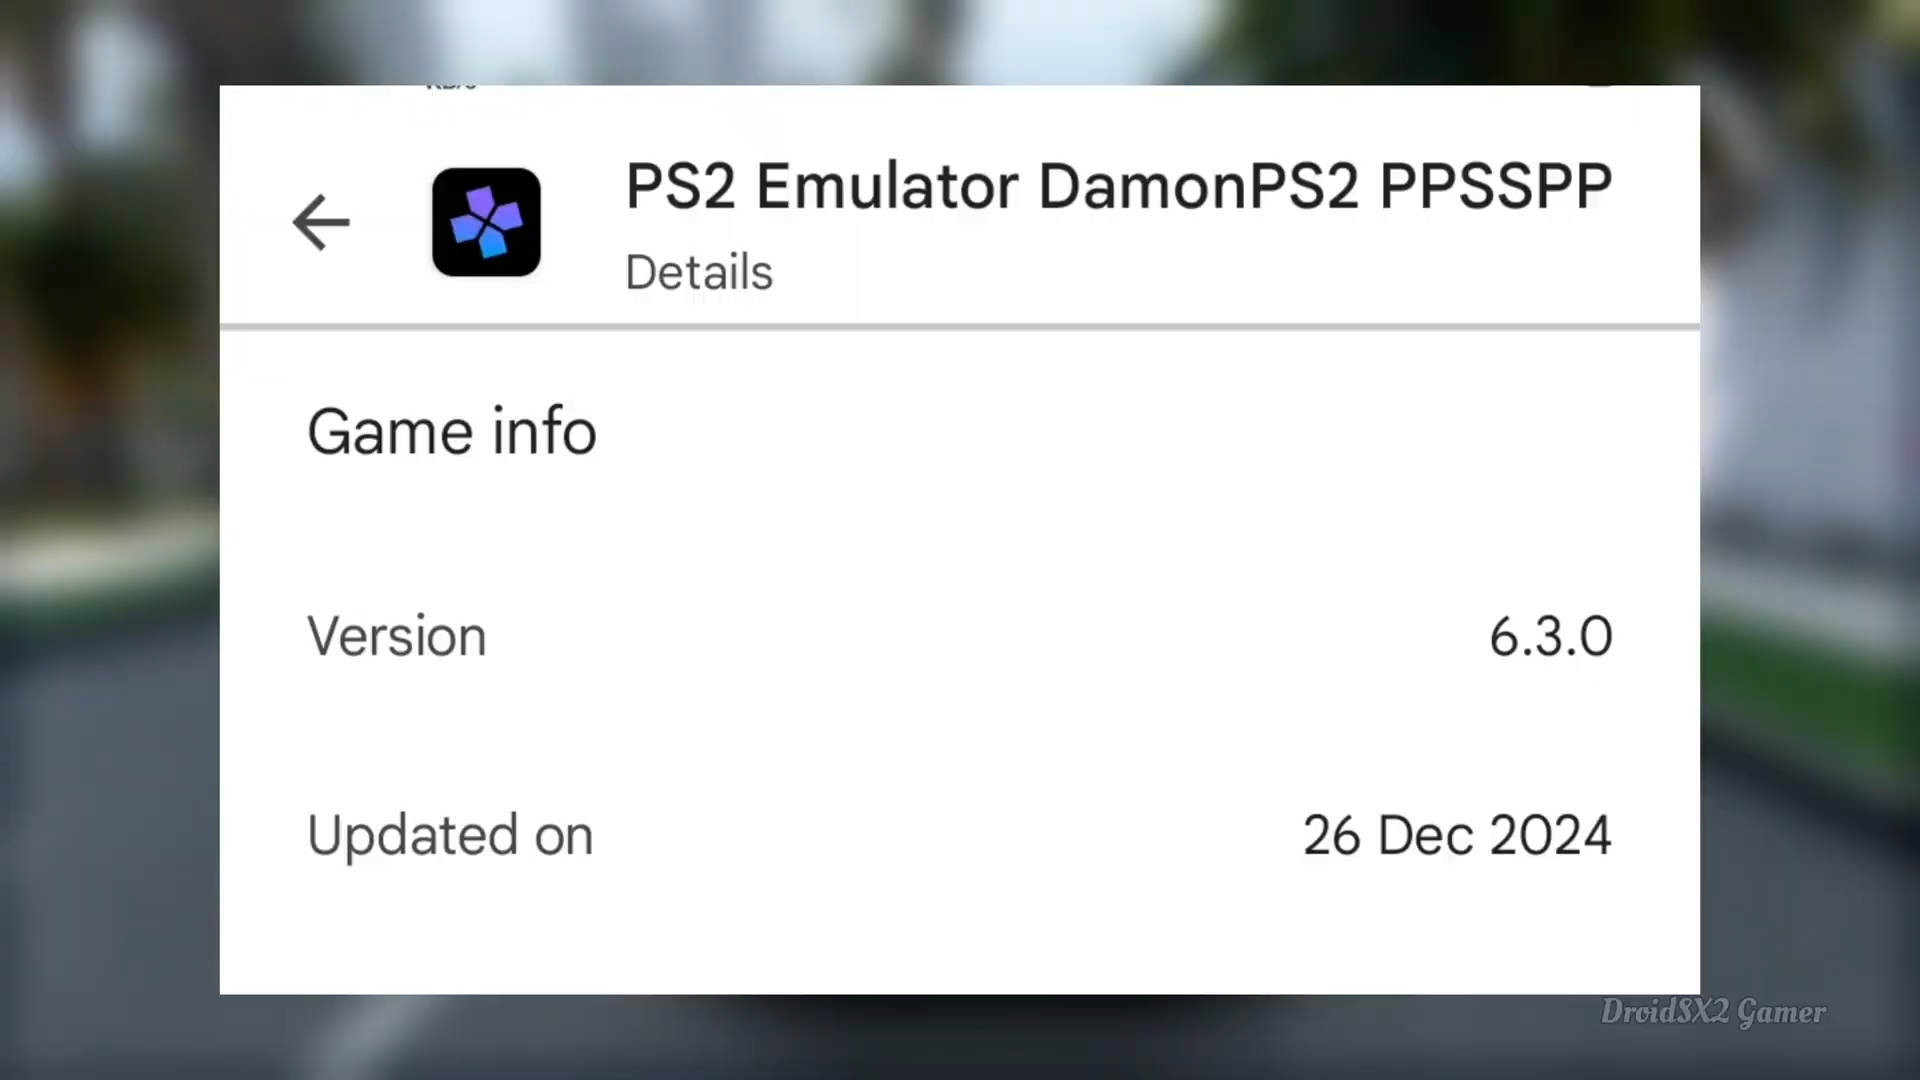 PS2 Emulator DamonPS2 PPSSPP
Details
Game info
Version 6.3.0
Updated on 26 Dec 2024
DroidSX2 Gamer